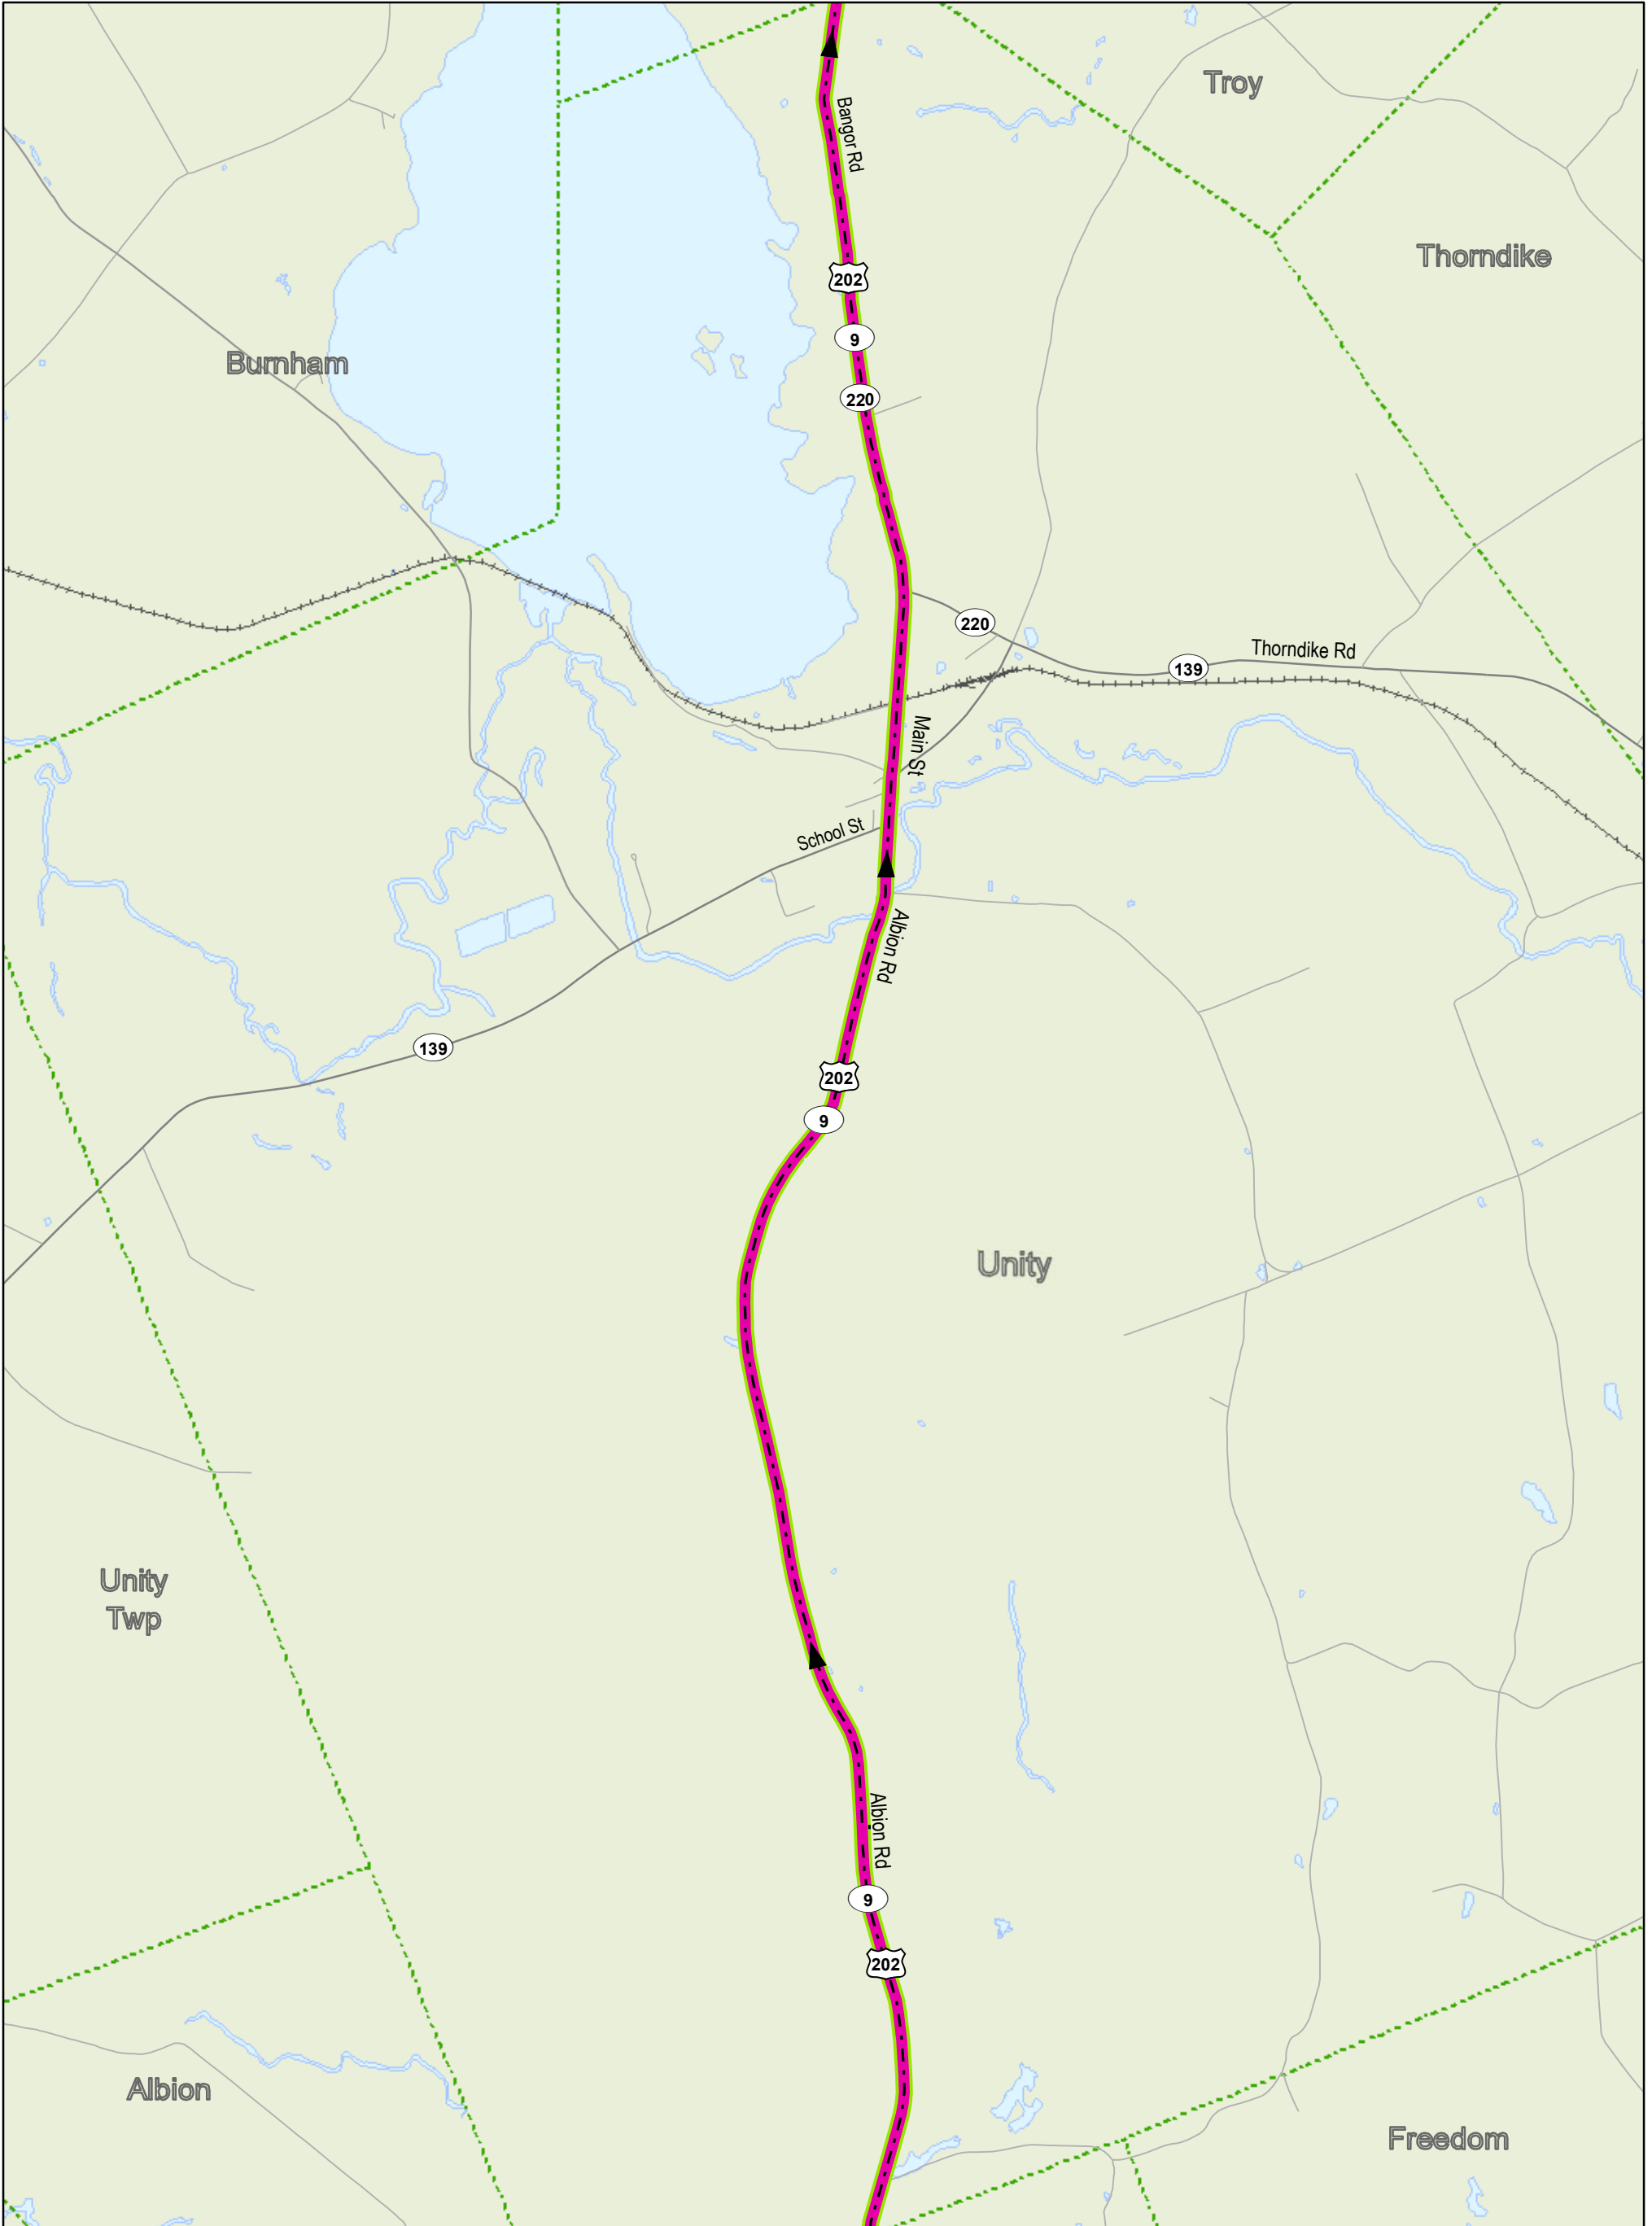 Troy
Bangor Rd
Thorndike
202
9
Burnham
220
220
Thorndike Rd
139
Main St
School St
Albion Rd
139
202
9
Unity
Unity
Twp
Albion Rd
9
202
Albion
Freedom